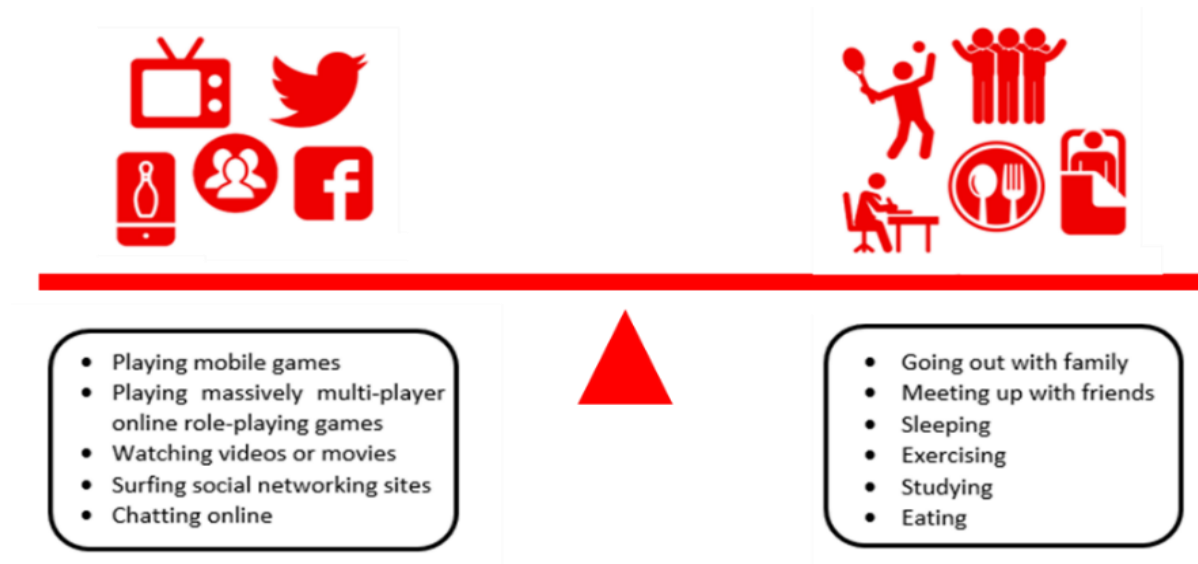 • Playing mobile games
• Playing massively multi-player
online role-playing games
• Watching videos or movies
• Surfing social networking sites
• Chatting online
• Going out with family
• Meeting up with friends
• Sleeping
• Exercising
• Studying
• Eating